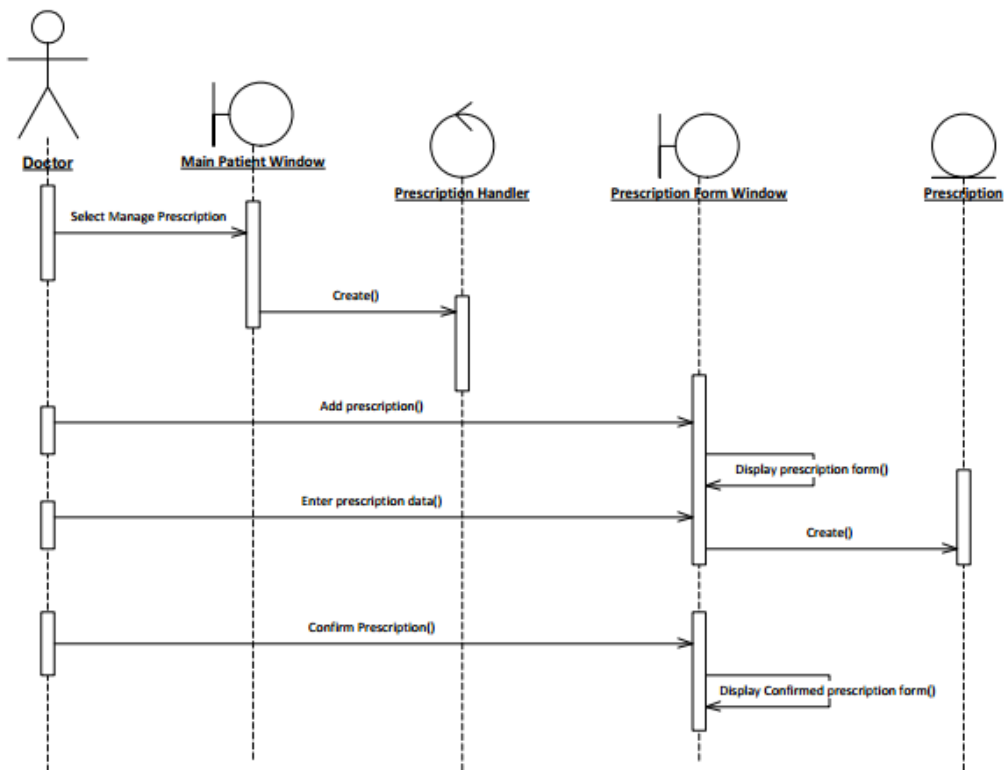 Doctor
Main Patient Window
Prescription Handler
Prescription Form Window
Prescription
Select Manage Prescription
Create()
Add prescription()
Display prescription form()
Enter prescription data()
Create()
Confirm Prescription()
Display Confirmed prescription form()